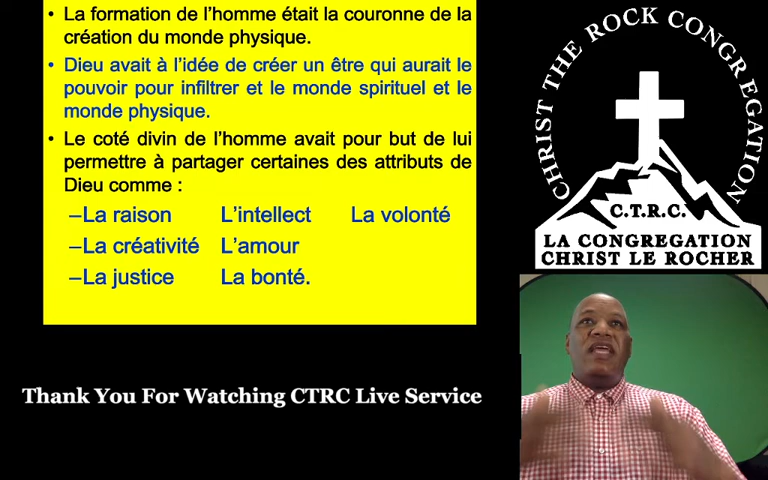 • La formation de l’homme était la couronne de la
création du monde physique.
• Dieu avait à l’idée de créer un être qui aurait le
pouvoir pour infiltrer et le monde spirituel et le
monde physique.
• Le coté divin de l’homme avait pour but de lui
permettre à partager certaines des attributs de
Dieu comme :
–La raison L’intellect La volonté
–La créativité L’amour
–La justice La bonté.
CHRIST THE ROCK CONGREGATION
C.T.R.C.
LA CONGREGATION
CHRIST LE ROCHER
Thank You For Watching CTRC Live Service